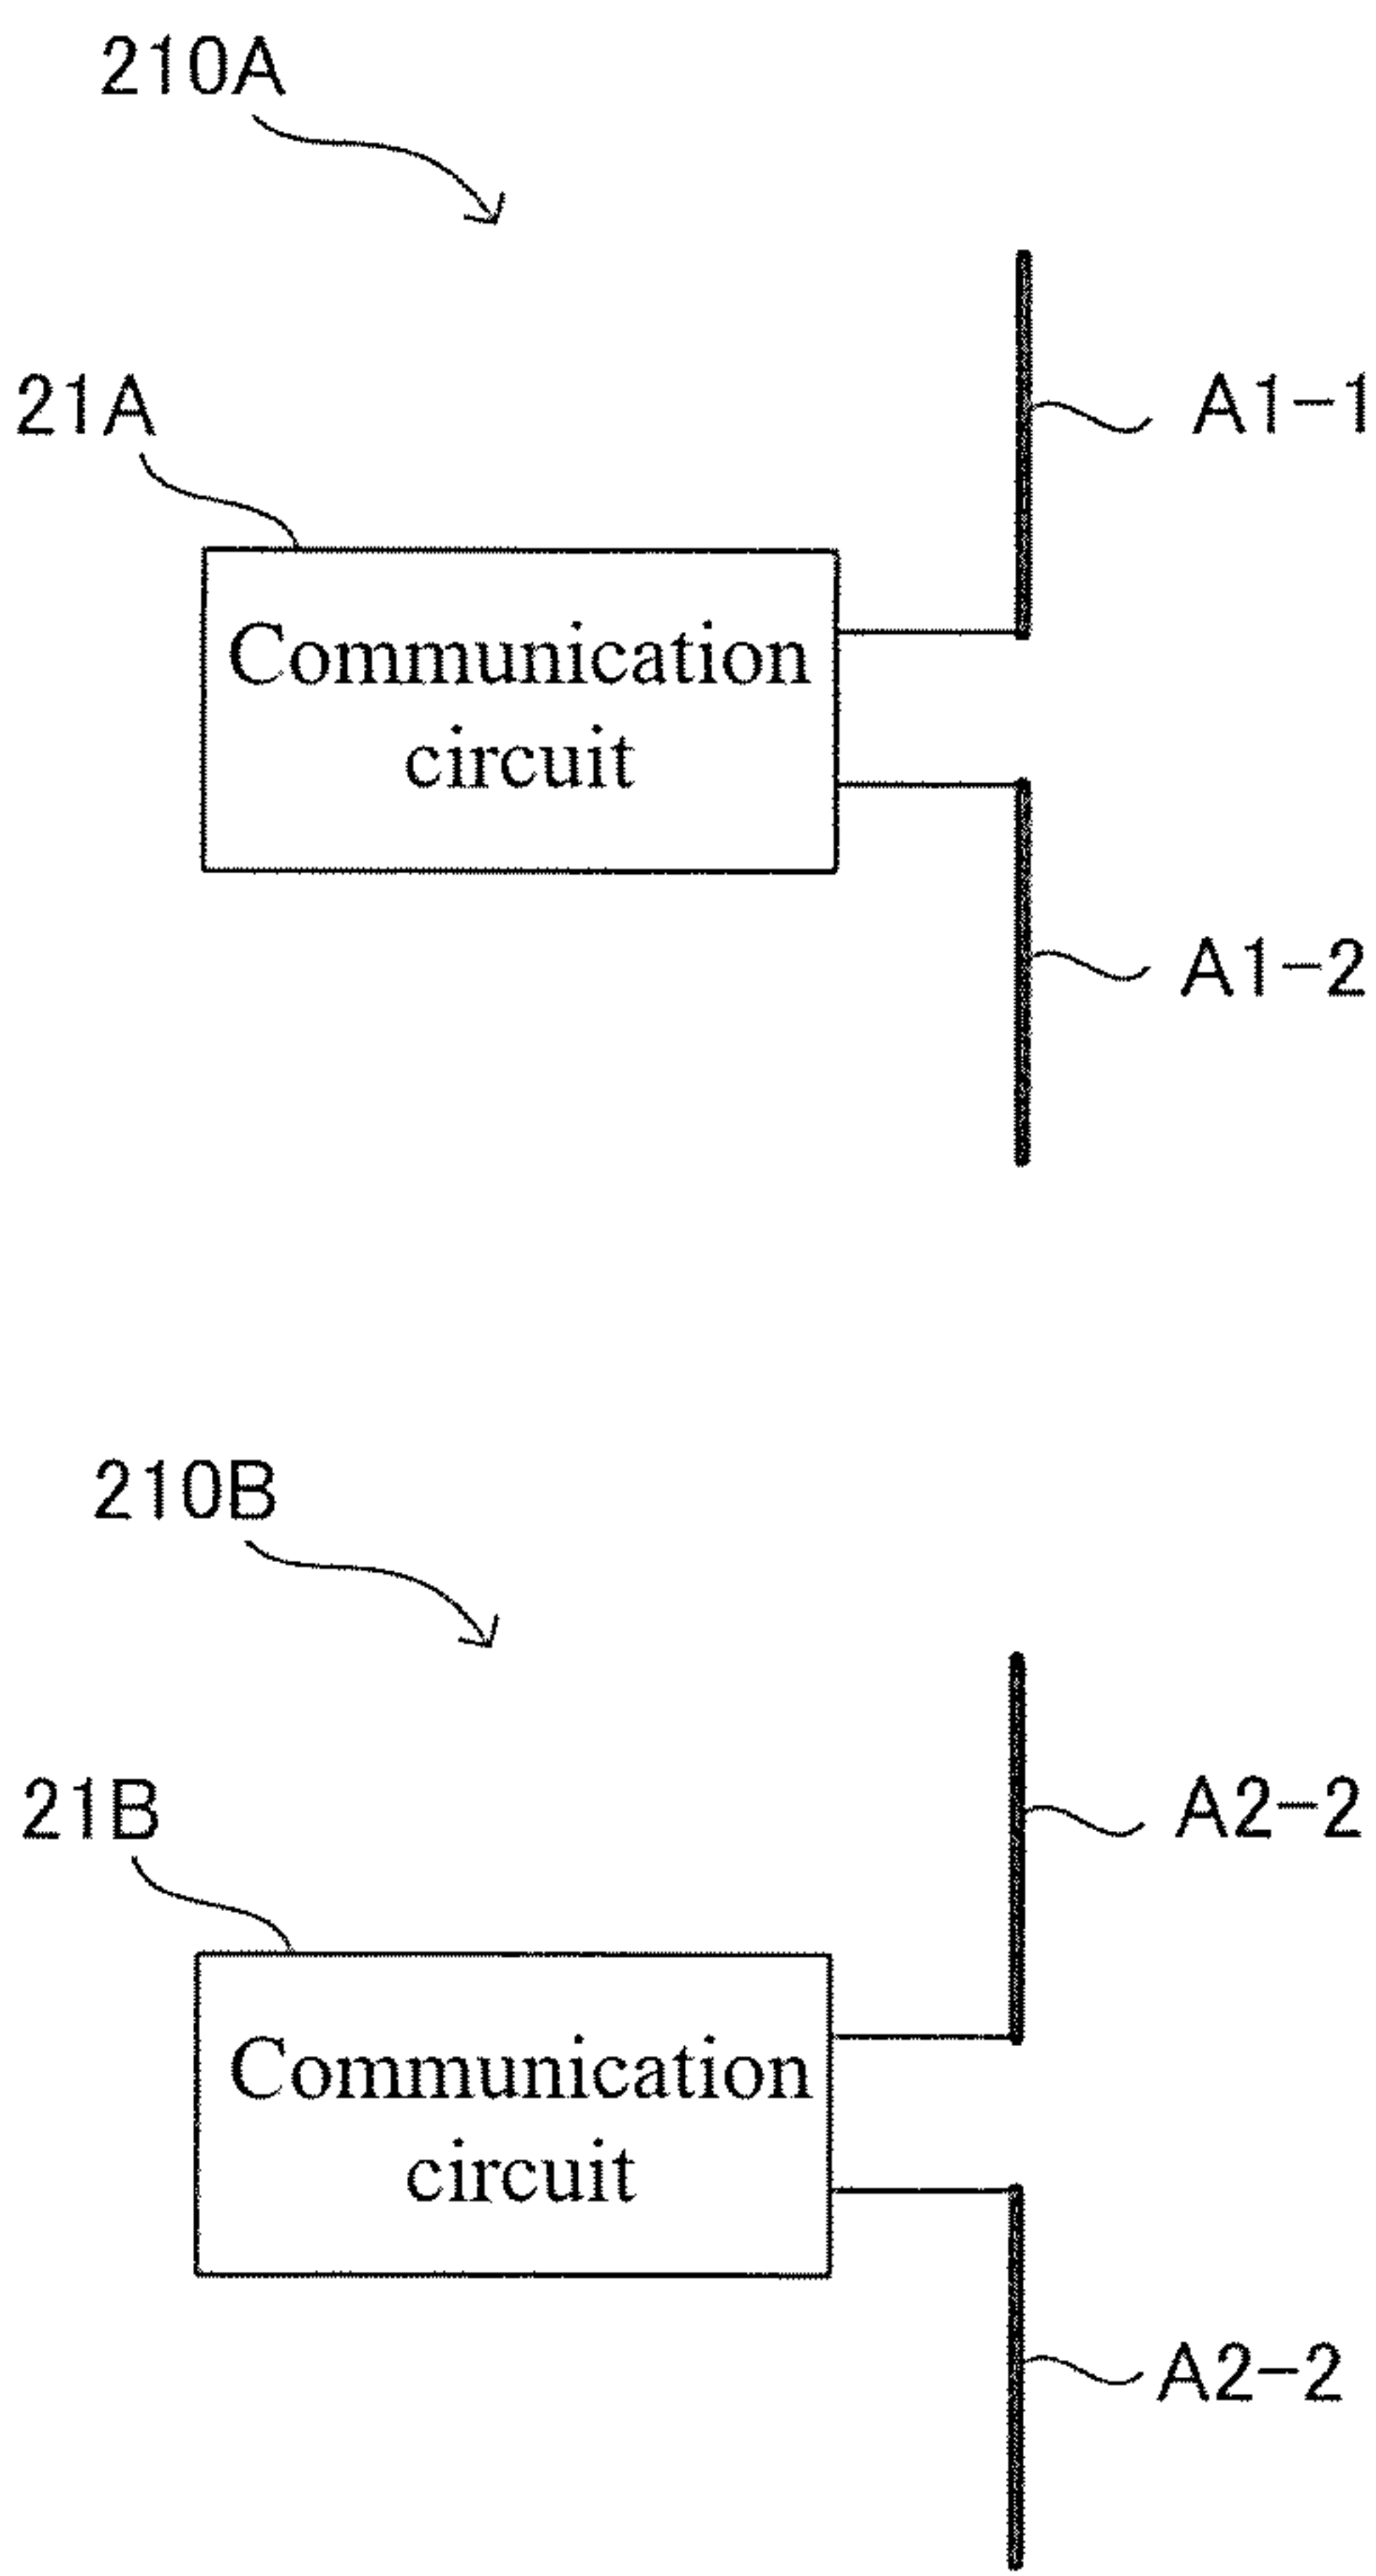 210A
21A
A1-1
Communication
circuit
A1-2
210B
21B
A2-2
Communication
circuit
A2-2